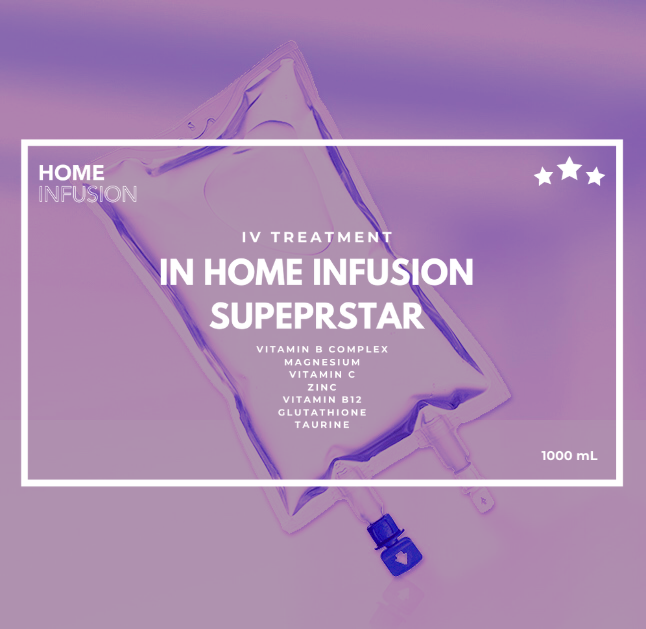 HOME
INFUSION
IV TREATMENT
IN HOME INFUSION
SUPEPRSTAR
VITAMIN B COMPLEX
MAGNESIUM
VITAMIN C
ZINC
VITAMIN B12
GLUTATHIONE
TAURINE
1000 mL